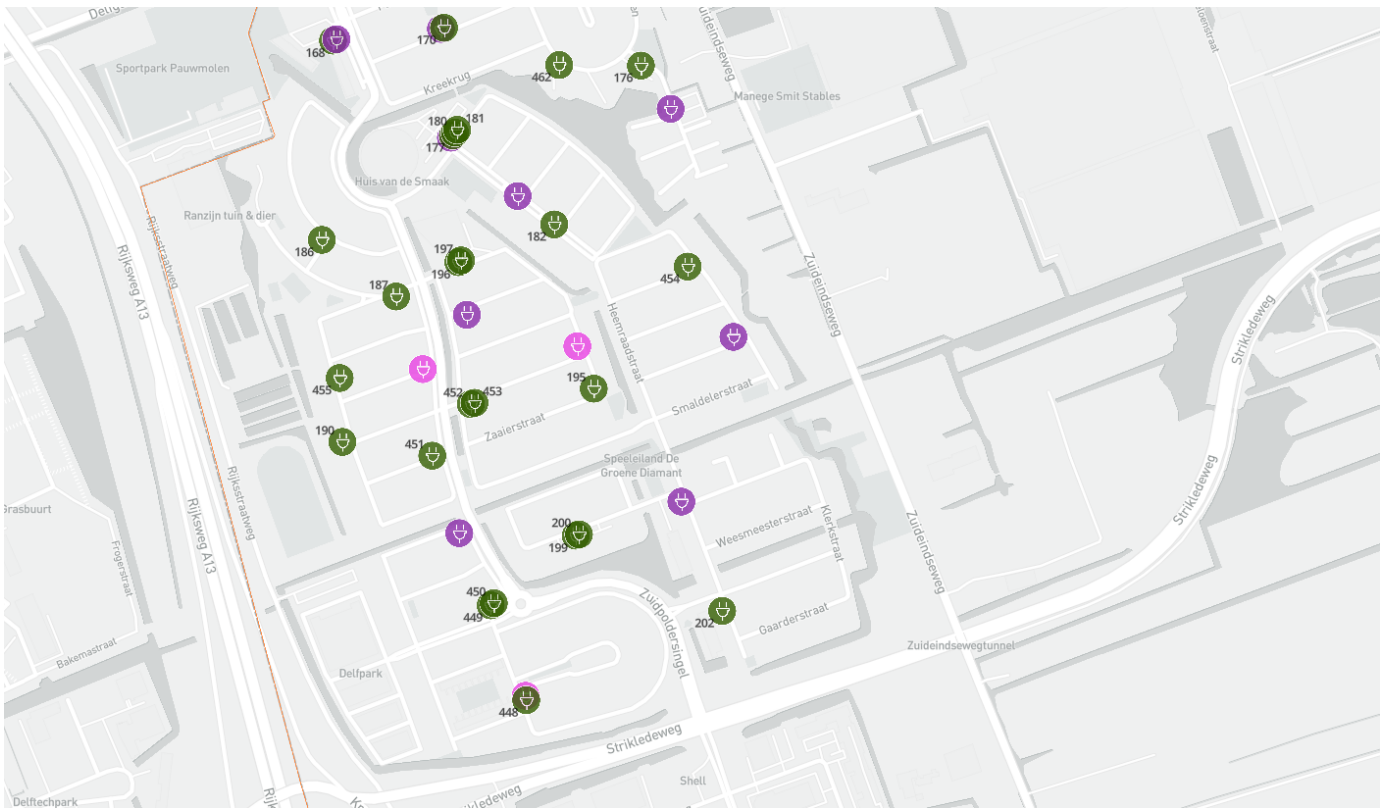 Sportpark Pauwmolen
168
170
Kreekrug
462
176
Zuideindseweg
Manege Smit Stables
180
181
177
Huis van de Smaak
Ranzijn tuin & dier
Rijksstraatweg
Rijksweg A13
186
182
197
196
187
454
Zuideindseweg
Heemraadstraat
Strikledeweg
455
452
453
195
Smaldelerstraat
Zaaierstraat
190
451
Speeleiland De
Groene Diamant
Rijksstraatweg
Rijksweg A13
Grasbuurt
Frogerstraat
200
199
Weesmeesterstraat
Klerkstraat
Zuideindseweg
Strikledeweg
450
449
Zuidpoldersingel
202
Gaarderstraat
Zuideindsewegtunnel
Bakemastraat
Delfpark
448
Strikledeweg
Shell
Delftechpark
Strikledeweg